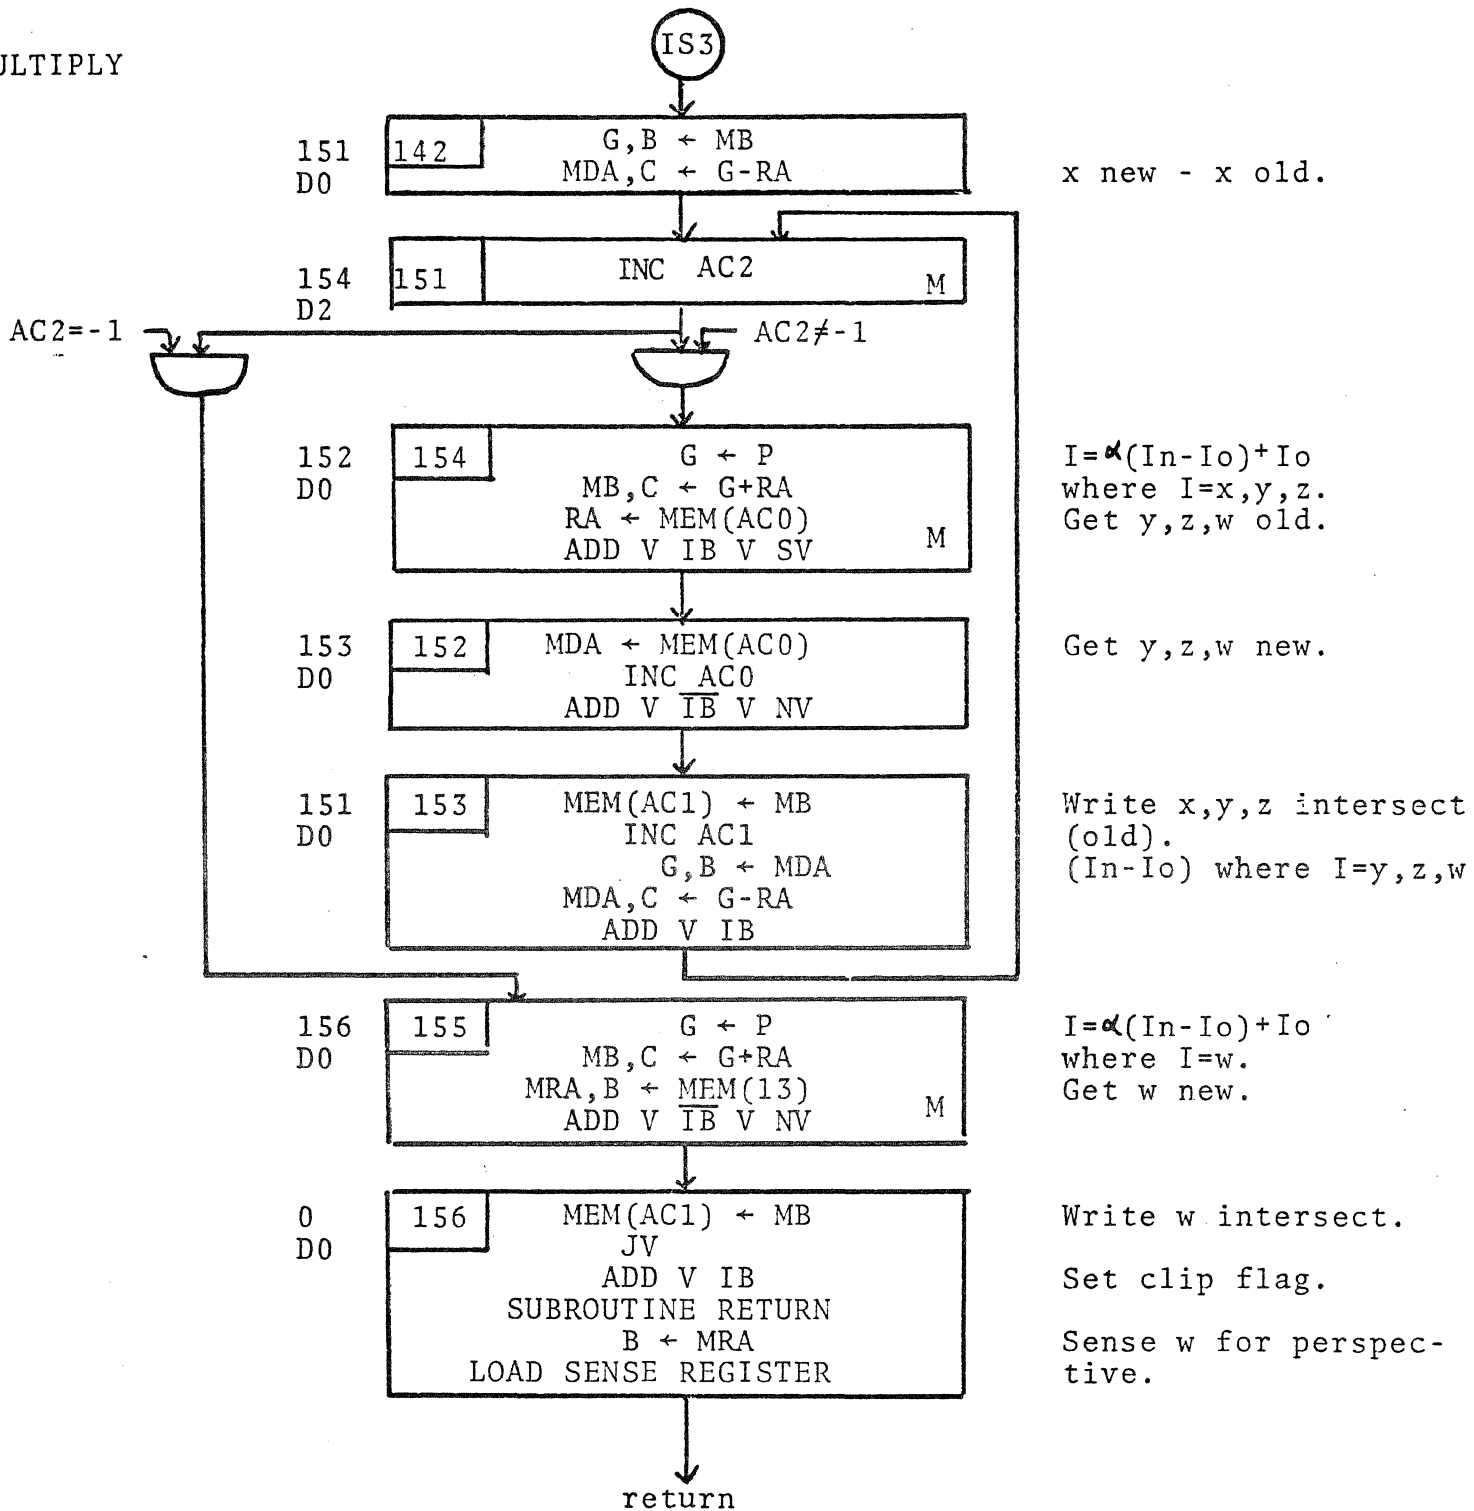 ULTIPLY
IS3
151 142 G,B ← MB
D0 MDA,C ← G-RA x new - x old.
154 151 INC AC2 M
D2
AC2=-1 AC2≠-1
152 154 G ← P I=α(In-Io)+Io
D0 MB,C ← G+RA where I=x,y,z.
RA ← MEM(AC0) Get y,z,w old.
ADD V IB V SV M
153 152 MDA ← MEM(AC0) Get y,z,w new.
D0 INC AC0
ADD V I̅B̅ V NV
151 153 MEM(AC1) ← MB Write x,y,z intersect
D0 INC AC1 (old).
G,B ← MDA (In-Io) where I=y,z,w
MDA,C ← G-RA
ADD V IB
156 155 G ← P I=α(In-Io)+Io
D0 MB,C ← G+RA where I=w.
MRA,B ← MEM(13) Get w new.
ADD V I̅B̅ V NV M
0 156 MEM(AC1) ← MB Write w intersect.
D0 JV
ADD V IB Set clip flag.
SUBROUTINE RETURN
B ← MRA Sense w for perspec-
LOAD SENSE REGISTER tive.
return